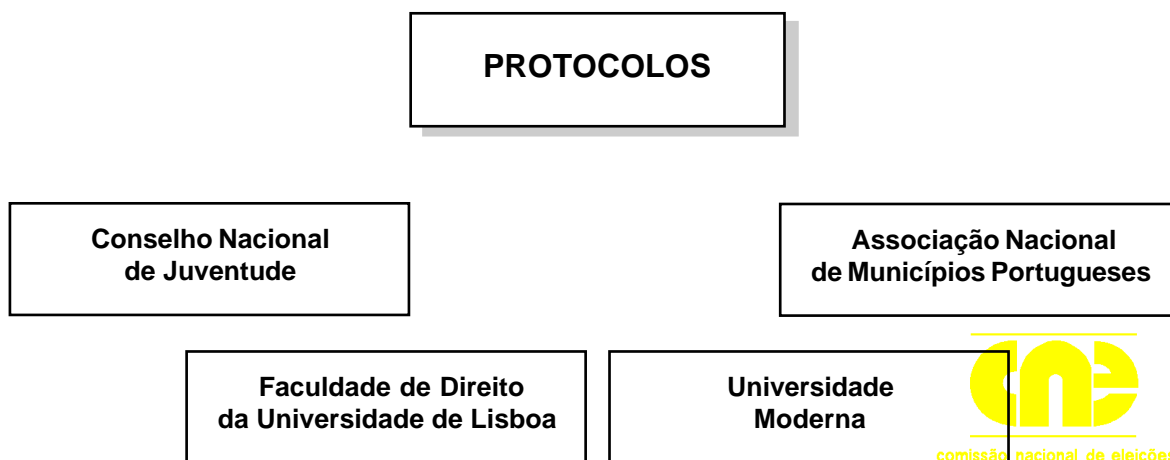 PROTOCOLOS
Conselho Nacional
de Juventude
Associação Nacional
de Municípios Portugueses
Faculdade de Direito
da Universidade de Lisboa
Universidade
Moderna
cne
comissão nacional de eleições